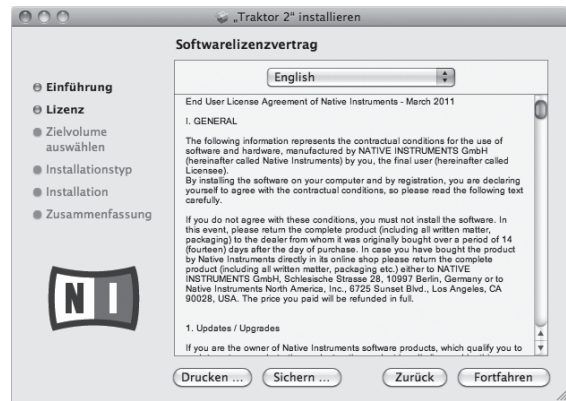 „Traktor 2“ installieren
Softwarelizenzvertrag
Einführung
Lizenz
Zielvolume
auswählen
Installationstyp
Installation
Zusammenfassung
NI
English
End User License Agreement of Native Instruments - March 2011
I. GENERAL
The following information represents the contractual conditions for the use of
software and hardware, manufactured by NATIVE INSTRUMENTS GmbH
(hereinafter called Native Instruments) by you, the final user (hereinafter called
Licensee).
By installing the software on your computer and by registration, you are declaring
yourself to agree with the contractual conditions, so please read the following text
carefully.
If you do not agree with these conditions, you must not install the software. In
this event, please return the complete product (including all written matter,
packaging) to the dealer from whom it was originally bought over a period of 14
(fourteen) days after the day of purchase. In case you have bought the product
by Native Instruments directly in its online shop please return the complete
product (including all written matter, packaging etc.) either to NATIVE
INSTRUMENTS GmbH, Schlesische Strasse 28, 10997 Berlin, Germany or to
Native Instruments North America, Inc., 6725 Sunset Blvd., Los Angeles, CA
90028, USA. The price you paid will be refunded in full.
1. Updates / Upgrades
If you are the owner of Native Instruments software products, which qualify you to
Drucken ...
Sichern ...
Zurück
Fortfahren